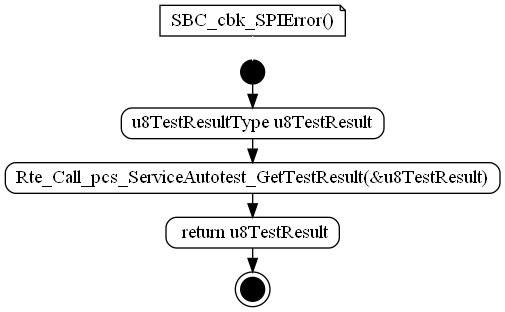 SBC_cbk_SPIError()
u8TestResultType u8TestResult
Rte_Call_pcs_ServiceAutotest_GetTestResult(&u8TestResult)
return u8TestResult